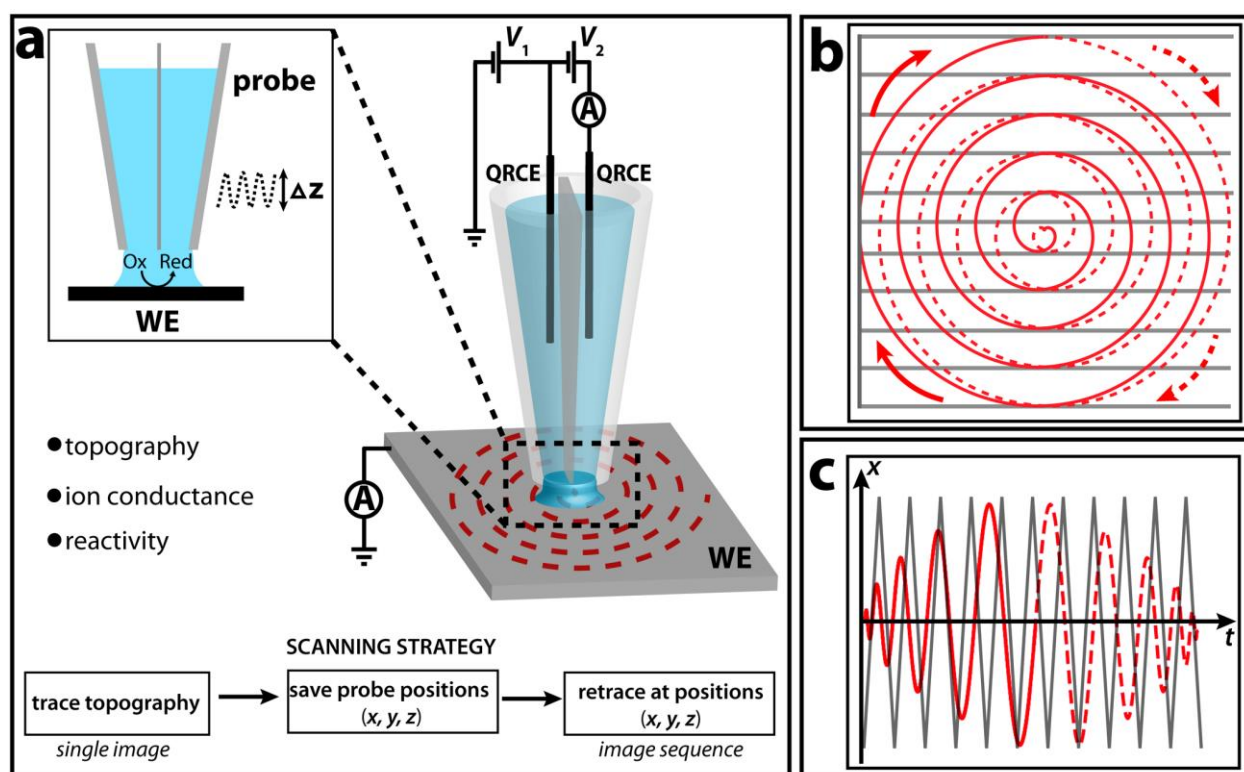 a
probe
Δz
Ox Red
WE
V1
V2
A
QRCE
QRCE
A
WE
● topography
● ion conductance
● reactivity
SCANNING STRATEGY
trace topography
single image
save probe positions
(x, y, z)
retrace at positions
(x, y, z)
image sequence
b
c
x
t